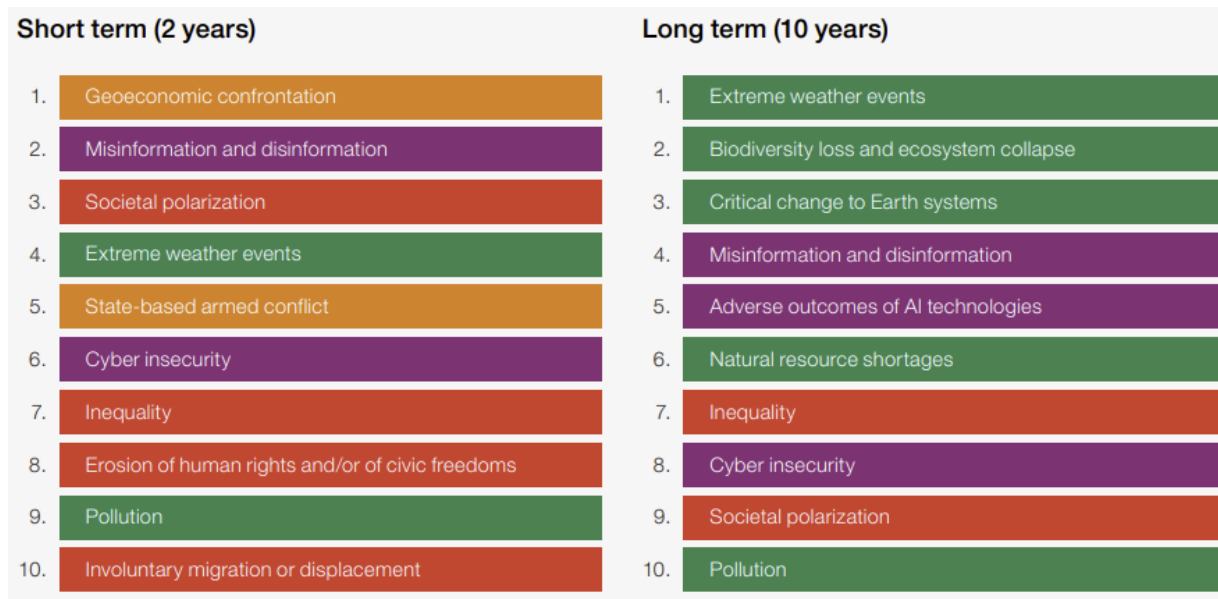 Short term (2 years)
1. Geoeconomic confrontation
2. Misinformation and disinformation
3. Societal polarization
4. Extreme weather events
5. State-based armed conflict
6. Cyber insecurity
7. Inequality
8. Erosion of human rights and/or of civic freedoms
9. Pollution
10. Involuntary migration or displacement
Long term (10 years)
1. Extreme weather events
2. Biodiversity loss and ecosystem collapse
3. Critical change to Earth systems
4. Misinformation and disinformation
5. Adverse outcomes of AI technologies
6. Natural resource shortages
7. Inequality
8. Cyber insecurity
9. Societal polarization
10. Pollution